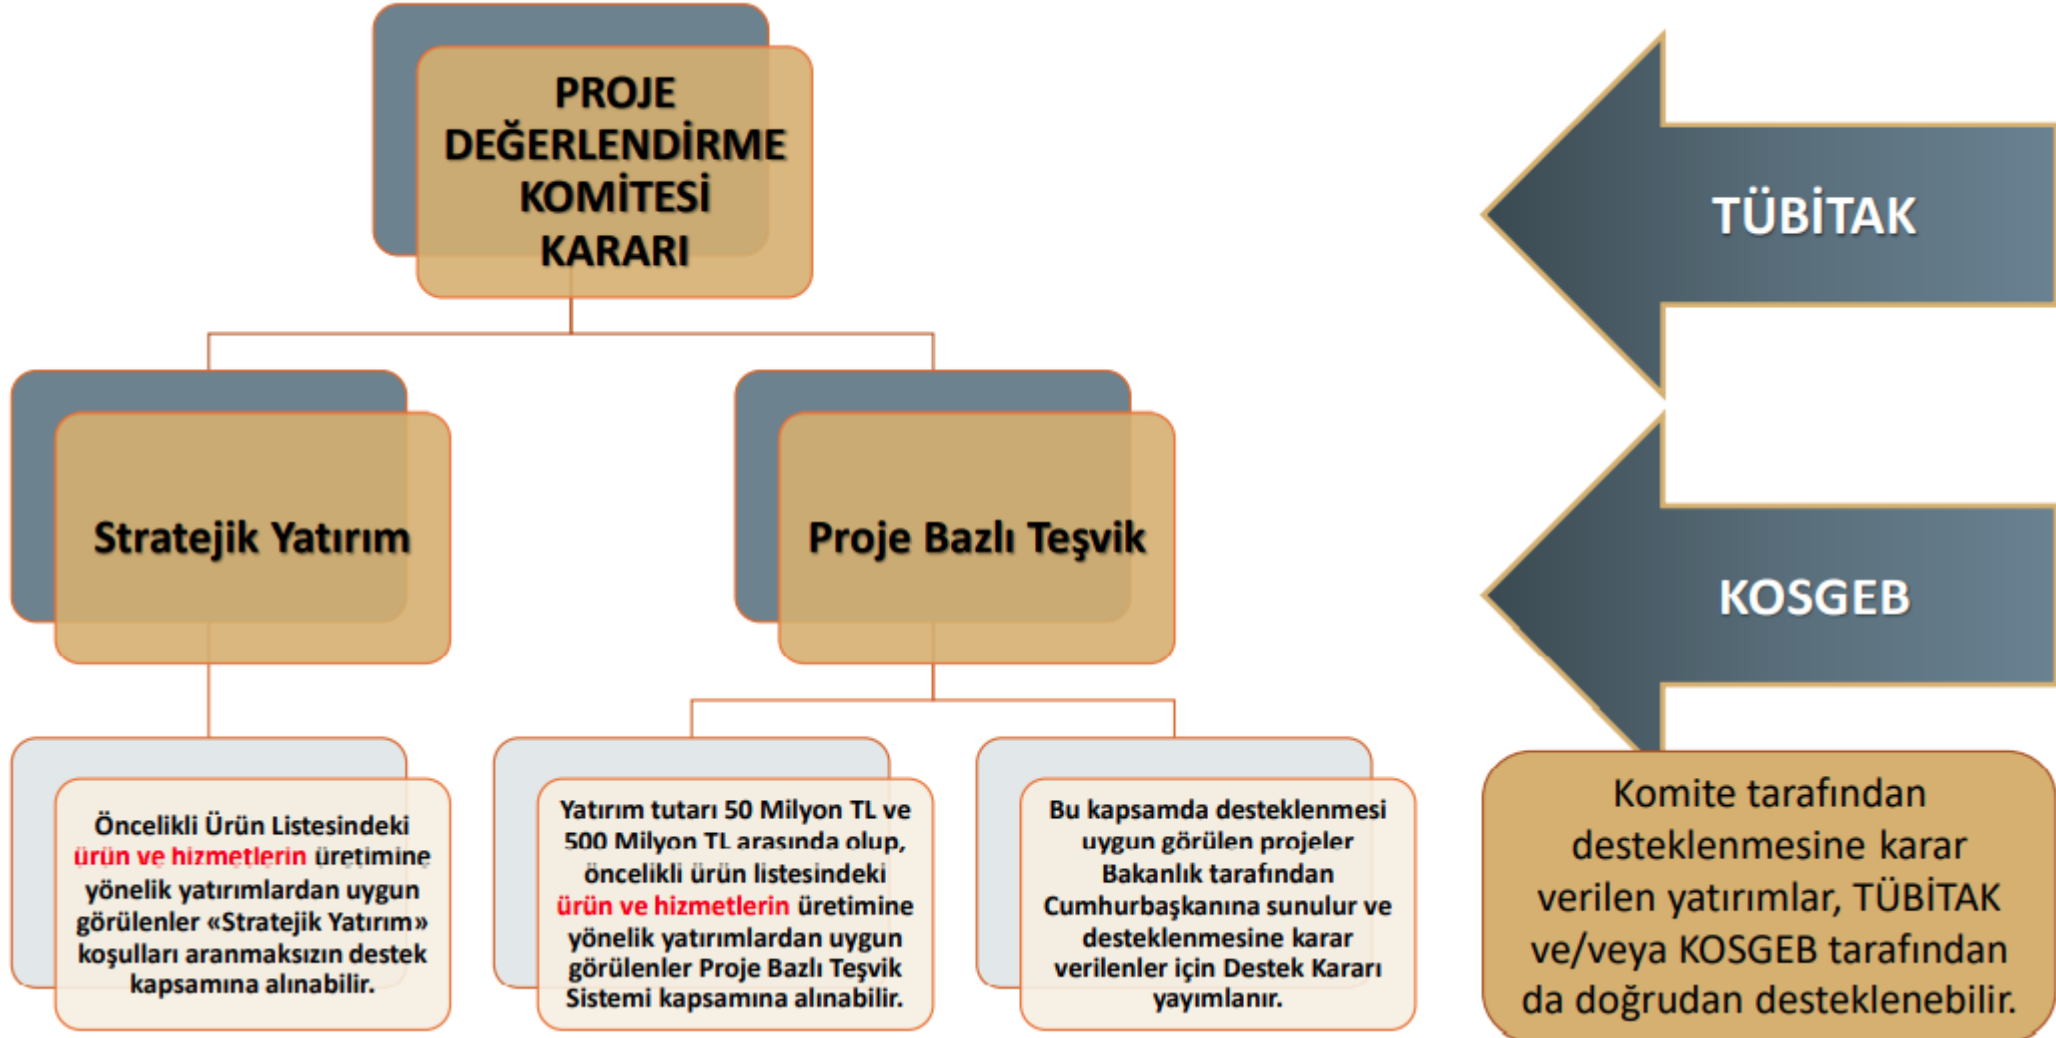 PROJE
DEĞERLENDİRME
KOMİTESİ
KARARI
TÜBİTAK
Stratejik Yatırım
Proje Bazlı Teşvik
KOSGEB
Öncelikli Ürün Listesindeki
ürün ve hizmetlerin üretimine
yönelik yatırımlardan uygun
görülenler «Stratejik Yatırım»
koşulları aranmaksızın destek
kapsamına alınabilir.
Yatırım tutarı 50 Milyon TL ve
500 Milyon TL arasında olup,
öncelikli ürün listesindeki
ürün ve hizmetlerin üretimine
yönelik yatırımlardan uygun
görülenler Proje Bazlı Teşvik
Sistemi kapsamına alınabilir.
Bu kapsamda desteklenmesi
uygun görülen projeler
Bakanlık tarafından
Cumhurbaşkanına sunulur ve
desteklenmesine karar
verilenler için Destek Kararı
yayımlanır.
Komite tarafından
desteklenmesine karar
verilen yatırımlar, TÜBİTAK
ve/veya KOSGEB tarafından
da doğrudan desteklenebilir.